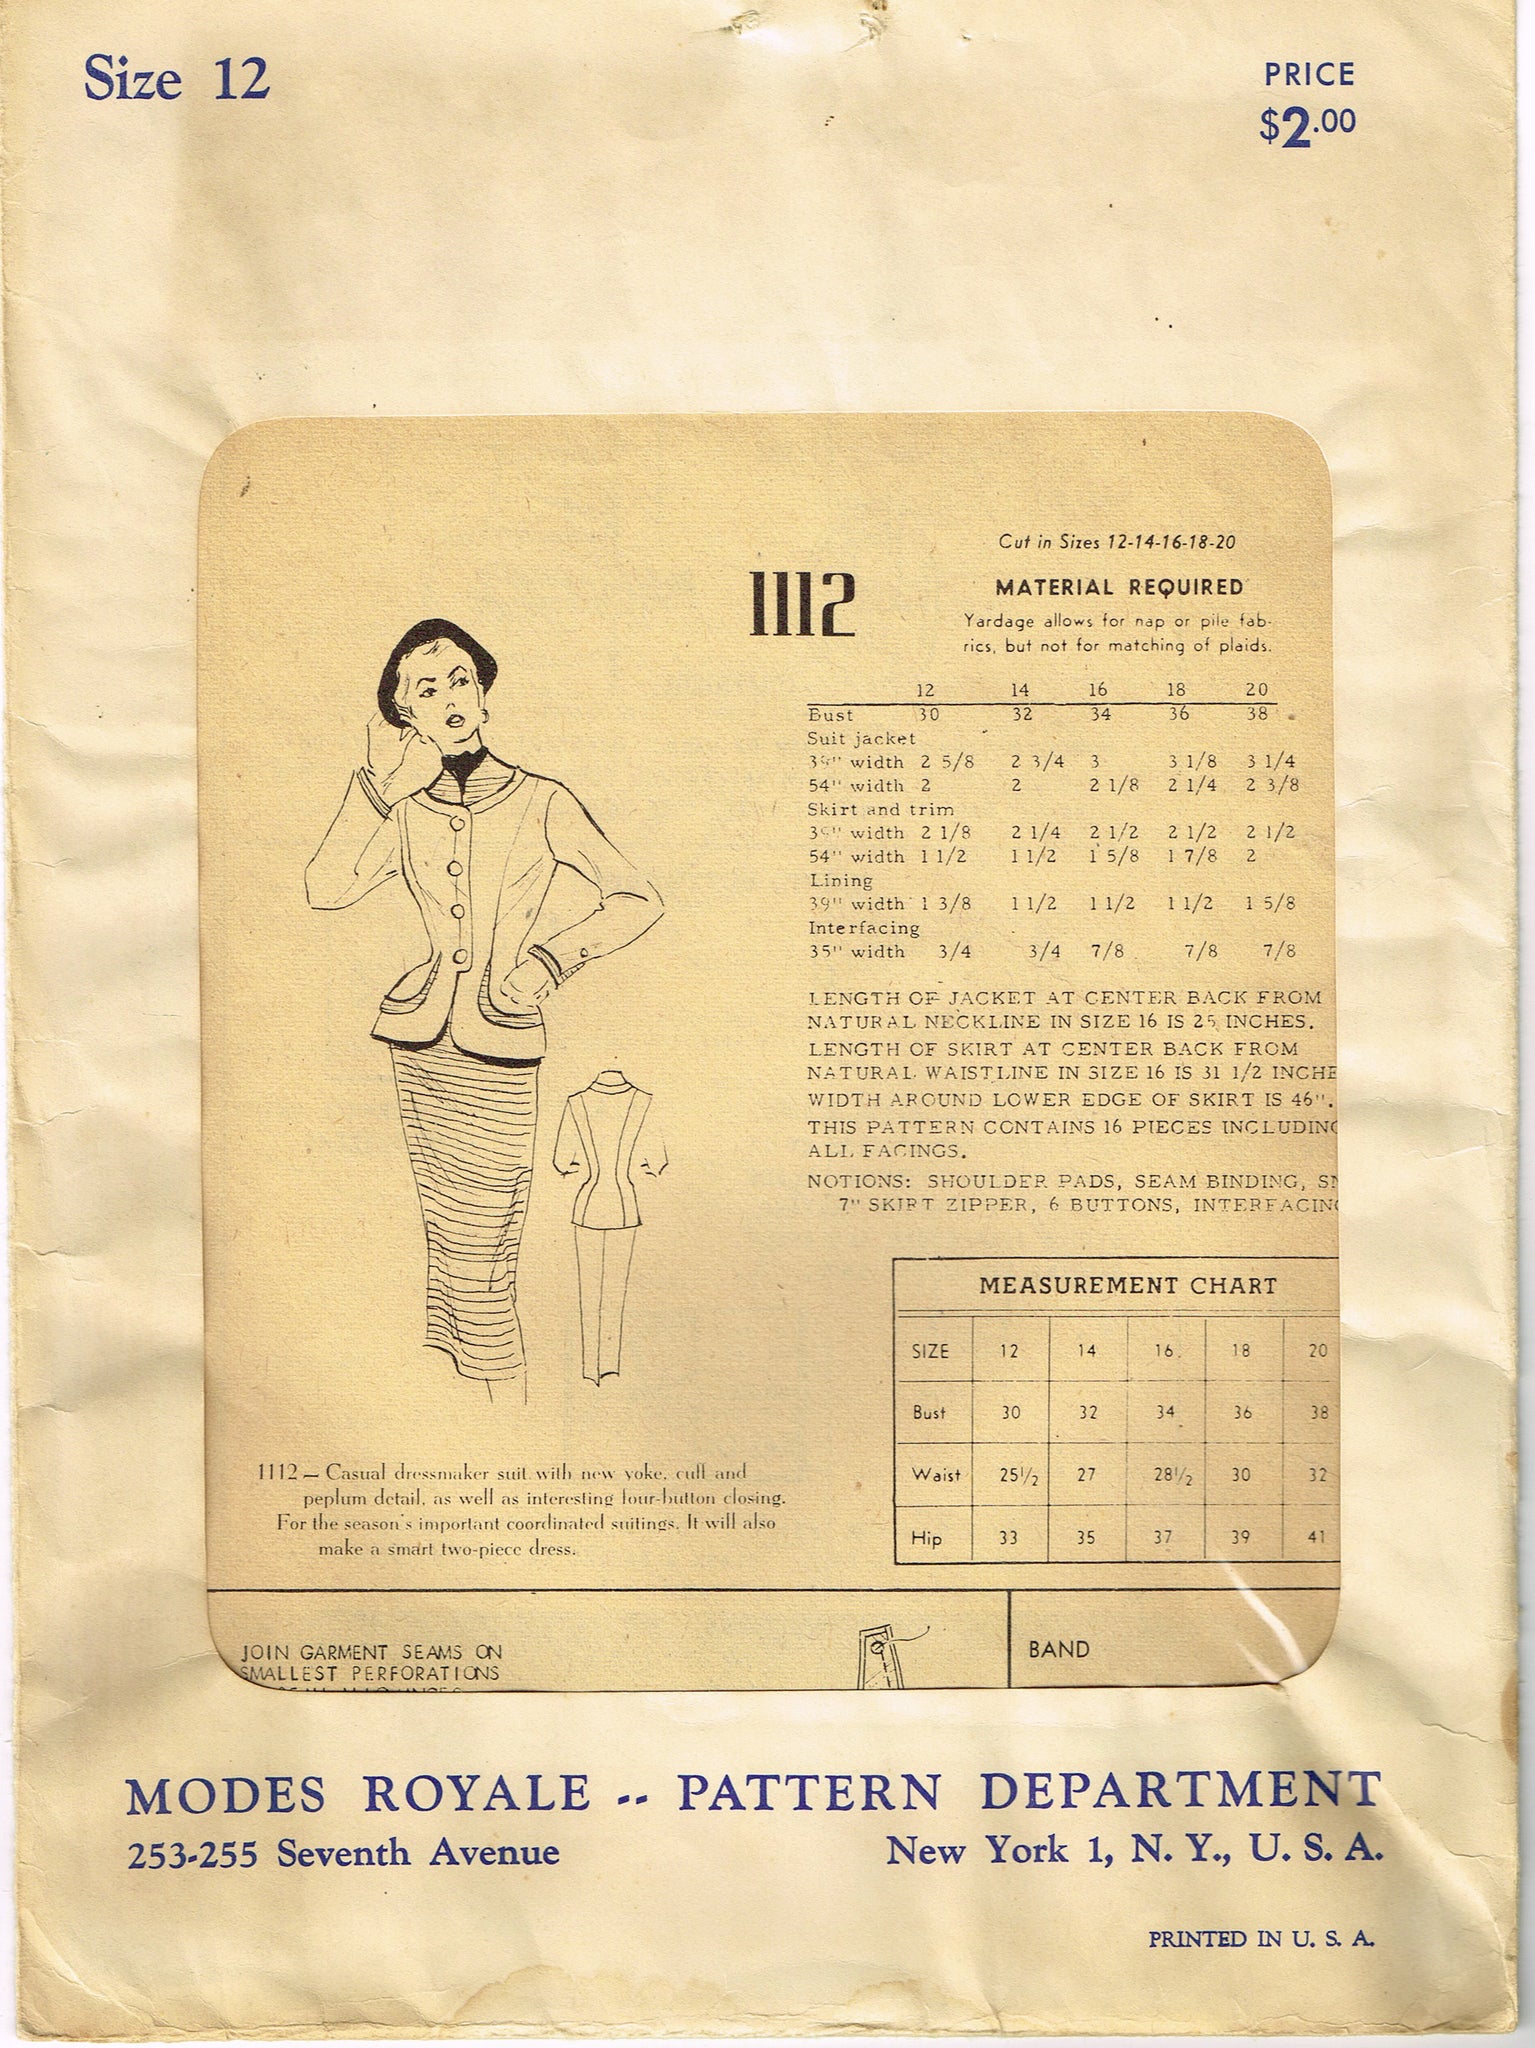 Size 12
PRICE
$2.00
Cut in Sizes 12-14-16-18-20
1112
MATERIAL REQUIRED
Yardage allows for nap or pile fab-
rics, but not for matching of plaids.
12 14 16 18 20
Bust 30 32 34 36 38
Suit jacket
39" width 2 5/8 2 3/4 3 3 1/8 3 1/4
54" width 2 2 2 1/8 2 1/4 2 3/8
Skirt and trim
39" width 2 1/8 2 1/4 2 1/2 2 1/2 2 1/2
54" width 1 1/2 1 1/2 1 5/8 1 7/8 2
Lining
39" width 1 3/8 1 1/2 1 1/2 1 1/2 1 5/8
Interfacing
35" width 3/4 3/4 7/8 7/8 7/8
LENGTH OF JACKET AT CENTER BACK FROM
NATURAL NECKLINE IN SIZE 16 IS 25 INCHES.
LENGTH OF SKIRT AT CENTER BACK FROM
NATURAL WAISTLINE IN SIZE 16 IS 31 1/2 INCHE
WIDTH AROUND LOWER EDGE OF SKIRT IS 46".
THIS PATTERN CONTAINS 16 PIECES INCLUDING
ALL FACINGS.
NOTIONS: SHOULDER PADS, SEAM BINDING, SN
7" SKIRT ZIPPER, 6 BUTTONS, INTERFACING
MEASUREMENT CHART
SIZE 12 14 16 18 20
Bust 30 32 34 36 38
Waist 25 1/2 27 28 1/2 30 32
Hip 33 35 37 39 41
1112 — Casual dressmaker suit with new yoke, cuff and
peplum detail, as well as interesting four-button closing.
For the season's important coordinated suitings. It will also
make a smart two-piece dress.
JOIN GARMENT SEAMS ON
SMALLEST PERFORATIONS
BAND
MODES ROYALE -- PATTERN DEPARTMENT
253-255 Seventh Avenue New York 1, N. Y., U. S. A.
PRINTED IN U. S. A.